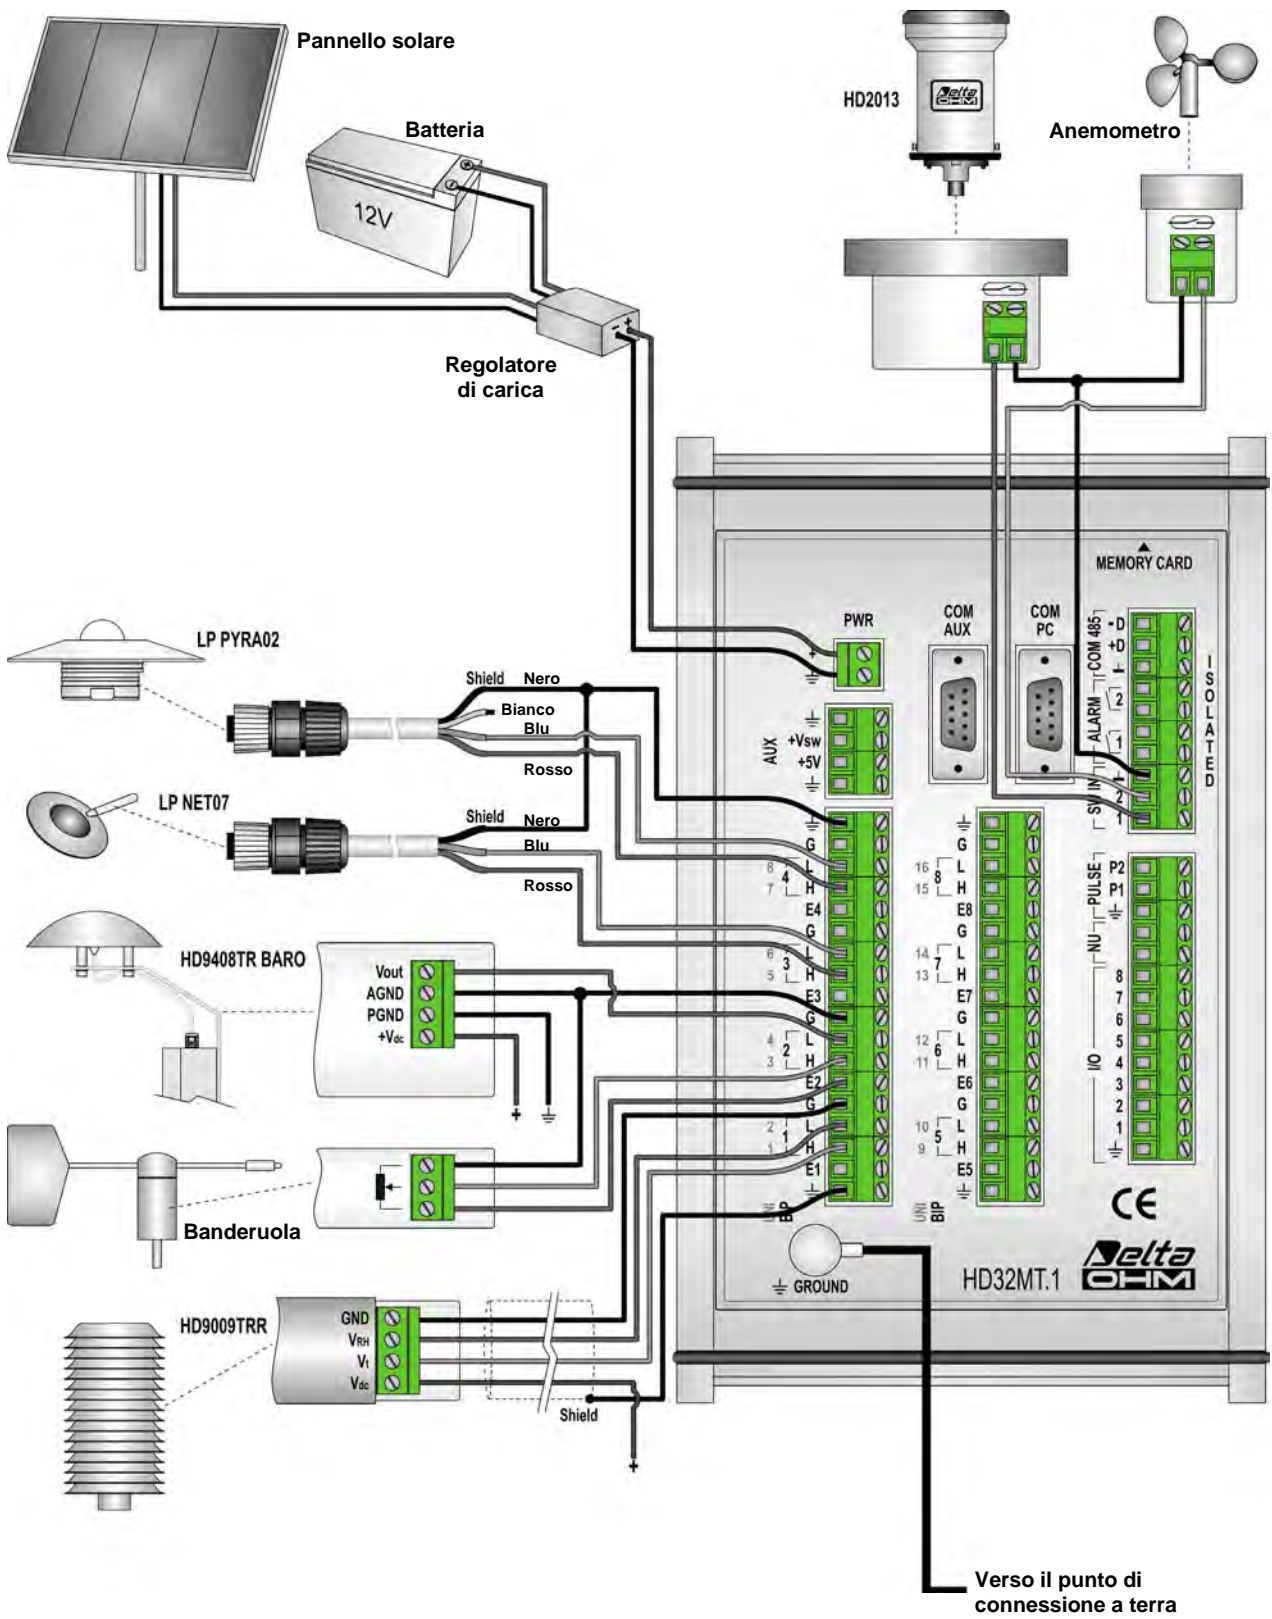 Pannello solare
Batteria
12V
+
-
- +
Regolatore
di carica
HD2013
Delta
OHM
Anemometro
MEMORY CARD
PWR
+
COM
AUX
COM
PC
COM 485
-D
+D
ALARM
2
1
SW IN
2
1
ISOLATED
AUX
+Vsw
+5V
LP PYRA02
Shield
Nero
Bianco
Blu
Rosso
LP NET07
Shield
Nero
Blu
Rosso
G
8 4 L
7 H
E4
G
6 3 L
5 H
E3
G
4 2 L
3 H
E2
G
2 1 L
1 H
E1
UNI
BIP
G
16 8 L
15 H
E8
G
14 7 L
13 H
E7
G
12 6 L
11 H
E6
G
10 5 L
9 H
E5
UNI
BIP
PULSE
P2
P1
NU
I/O
8
7
6
5
4
3
2
1
HD9408TR BARO
Vout
AGND
PGND
+Vdc
+
Banderuola
HD9009TRR
GND
VRH
Vt
Vdc
Shield
+
GROUND
CE
HD32MT.1
Delta
OHM
Verso il punto di
connessione a terra